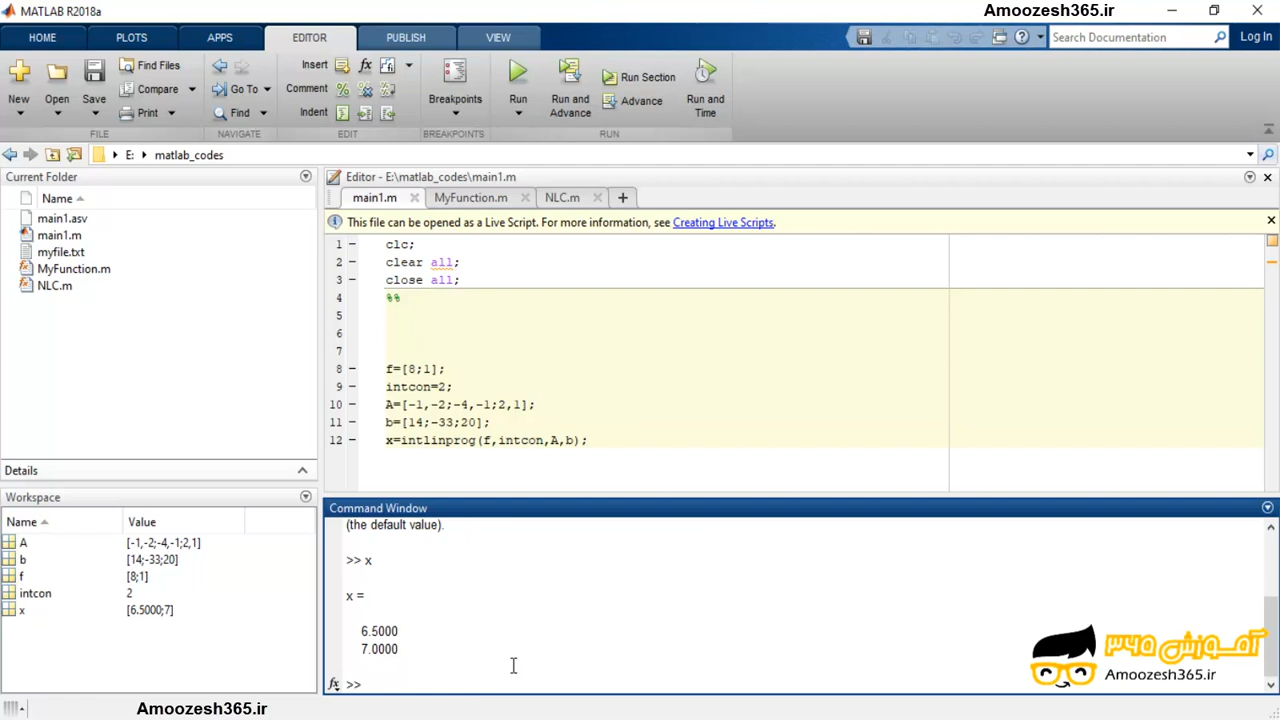 MATLAB R2018a
Amoozesh365.ir
HOME PLOTS APPS EDITOR PUBLISH VIEW
Search Documentation
Log In
New Open Save
Find Files
Compare
Print
Go To
Find
Insert
Comment
Indent
Breakpoints
Run
Run and Advance
Run Section
Advance
Run and Time
FILE NAVIGATE EDIT BREAKPOINTS RUN
E: matlab_codes
Current Folder
Name
main1.asv
main1.m
myfile.txt
MyFunction.m
NLC.m
Details
Workspace
Name Value
A [-1,-2;-4,-1;2,1]
b [14;-33;20]
f [8;1]
intcon 2
x [6.5000;7]
Editor - E:\matlab_codes\main1.m
main1.m MyFunction.m NLC.m
This file can be opened as a Live Script. For more information, see Creating Live Scripts.
1 clc;
2 clear all;
3 close all;
4 %%
5
6
7
8 f=[8;1];
9 intcon=2;
10 A=[-1,-2;-4,-1;2,1];
11 b=[14;-33;20];
12 x=intlinprog(f,intcon,A,b);
Command Window
(the default value).
>> x
x =
6.5000
7.0000
fx >>
آموزش ۳۶۵
Amoozesh365.ir
Amoozesh365.ir